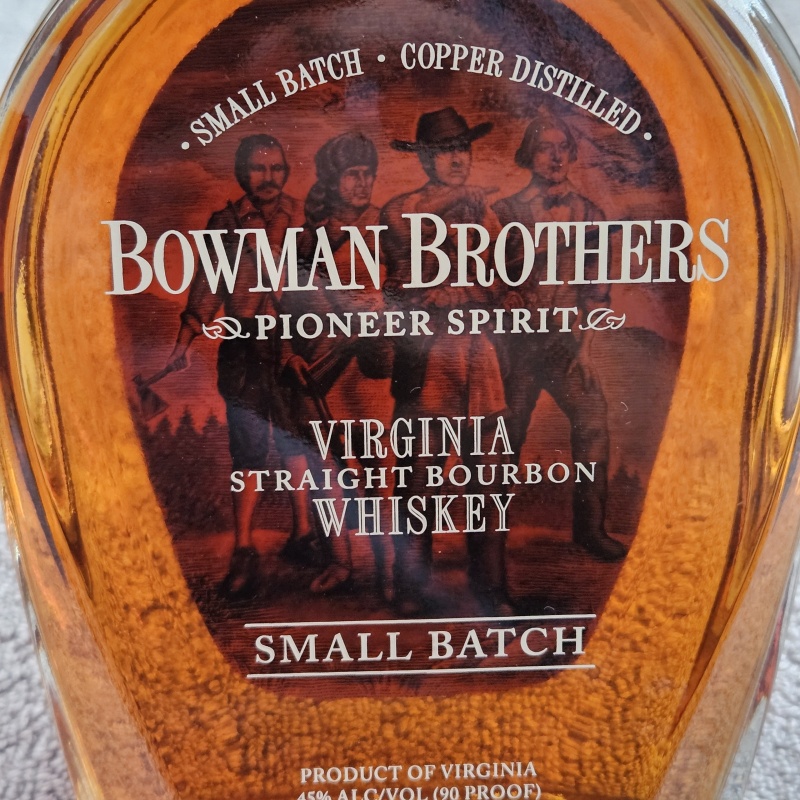 • SMALL BATCH • COPPER DISTILLED •
BOWMAN BROTHERS
PIONEER SPIRIT
VIRGINIA
STRAIGHT BOURBON
WHISKEY
SMALL BATCH
PRODUCT OF VIRGINIA
45% ALC/VOL (90 PROOF)